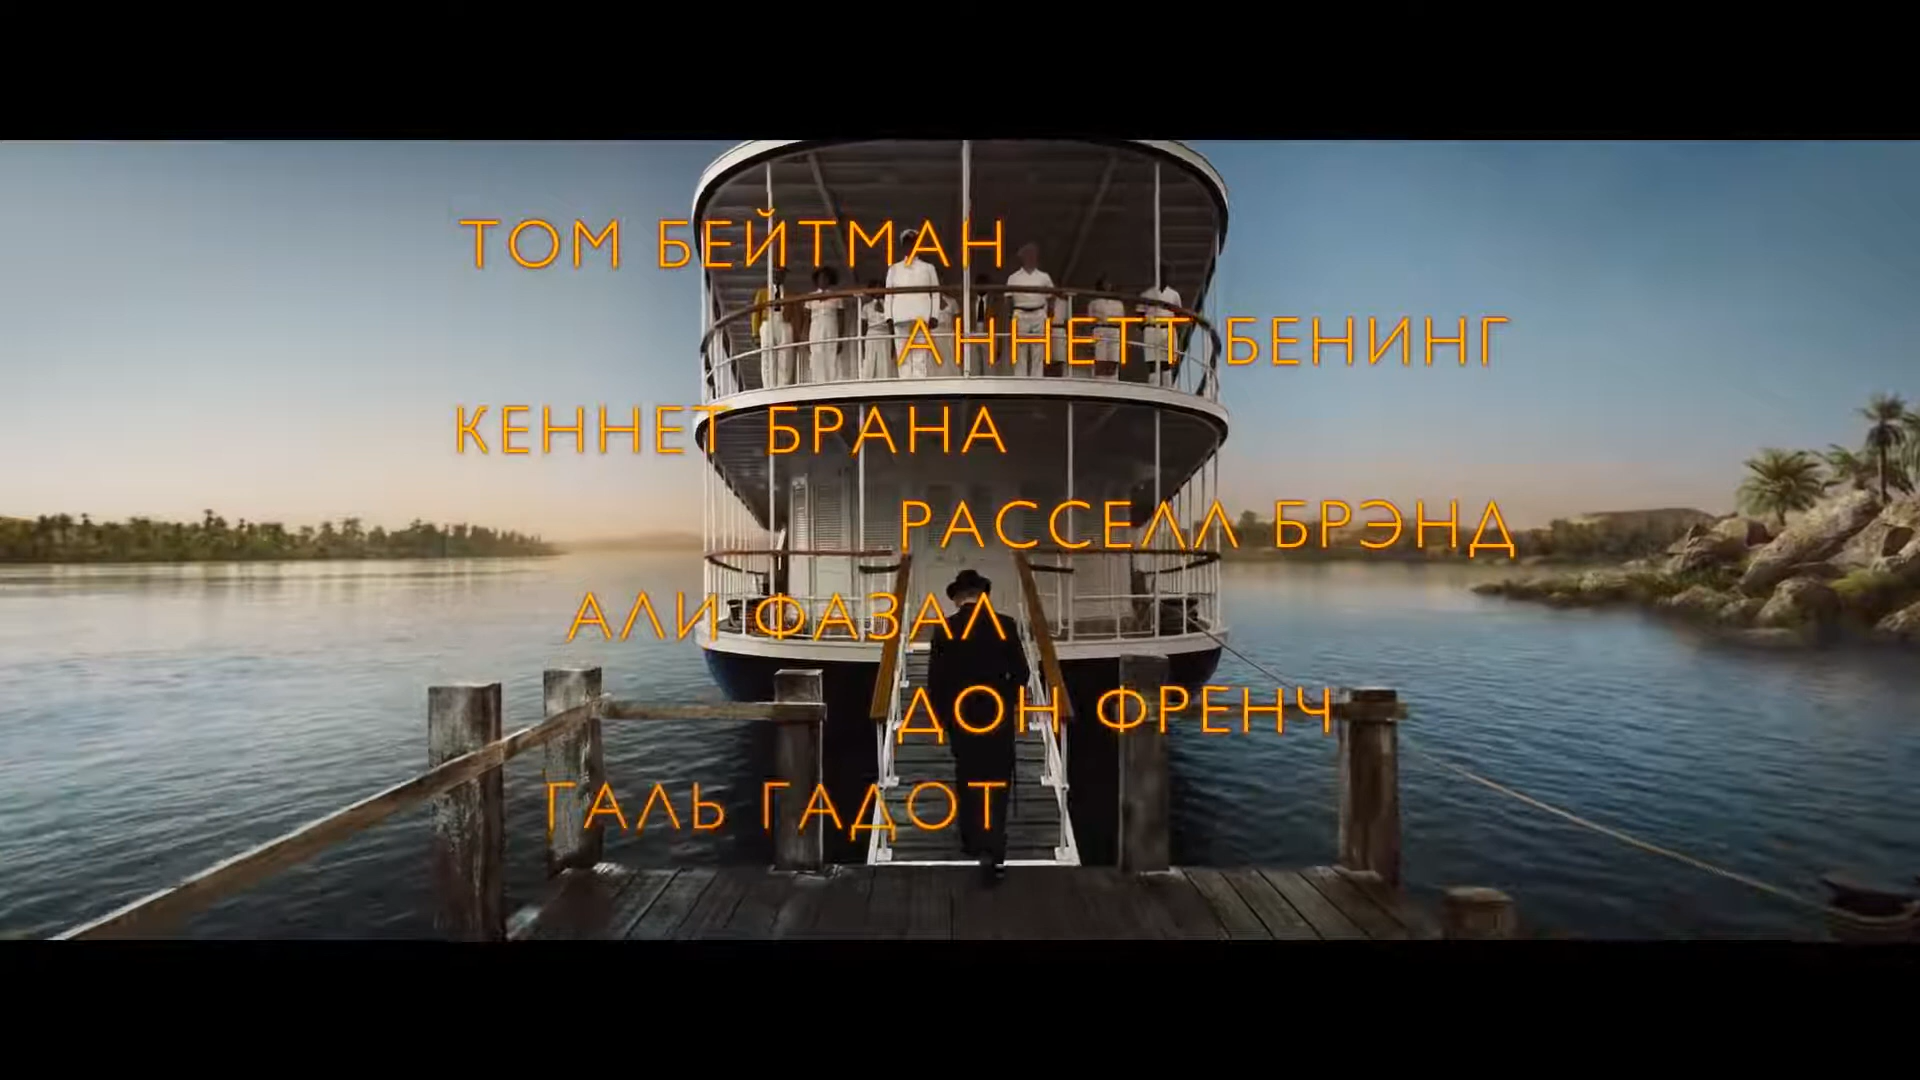 ТОМ БЕЙТМАН
АННЕТТ БЕНИНГ
КЕННЕТ БРАНА
РАССЕЛЛ БРЭНД
АЛИ ФАЗАЛ
ДОН ФРЕНЧ
ГАЛЬ ГАДОТ